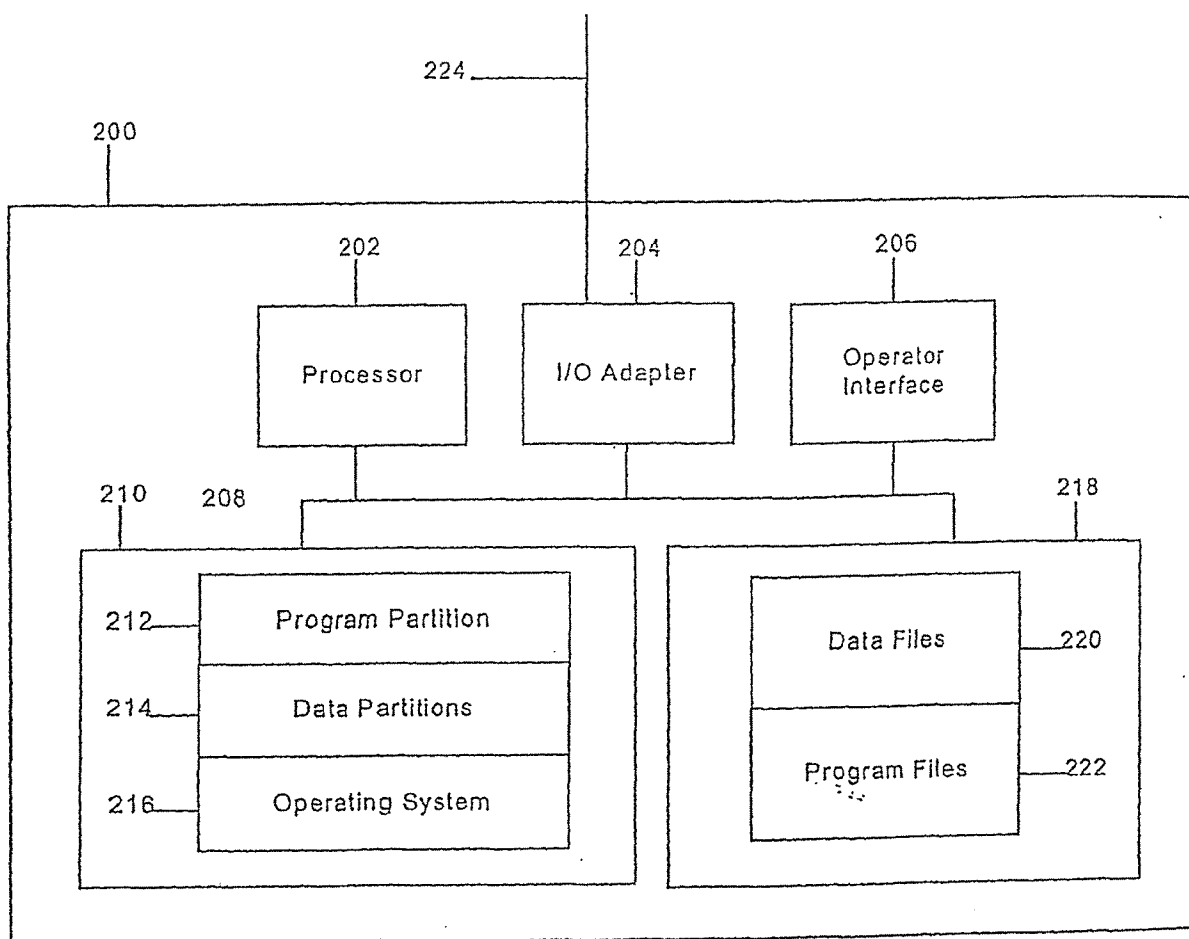 224
200
202
204
206
Processor
I/O Adapter
Operator
Interface
210
208
218
212
Program Partition
214
Data Partitions
216
Operating System
Data Files
220
Program Files
222